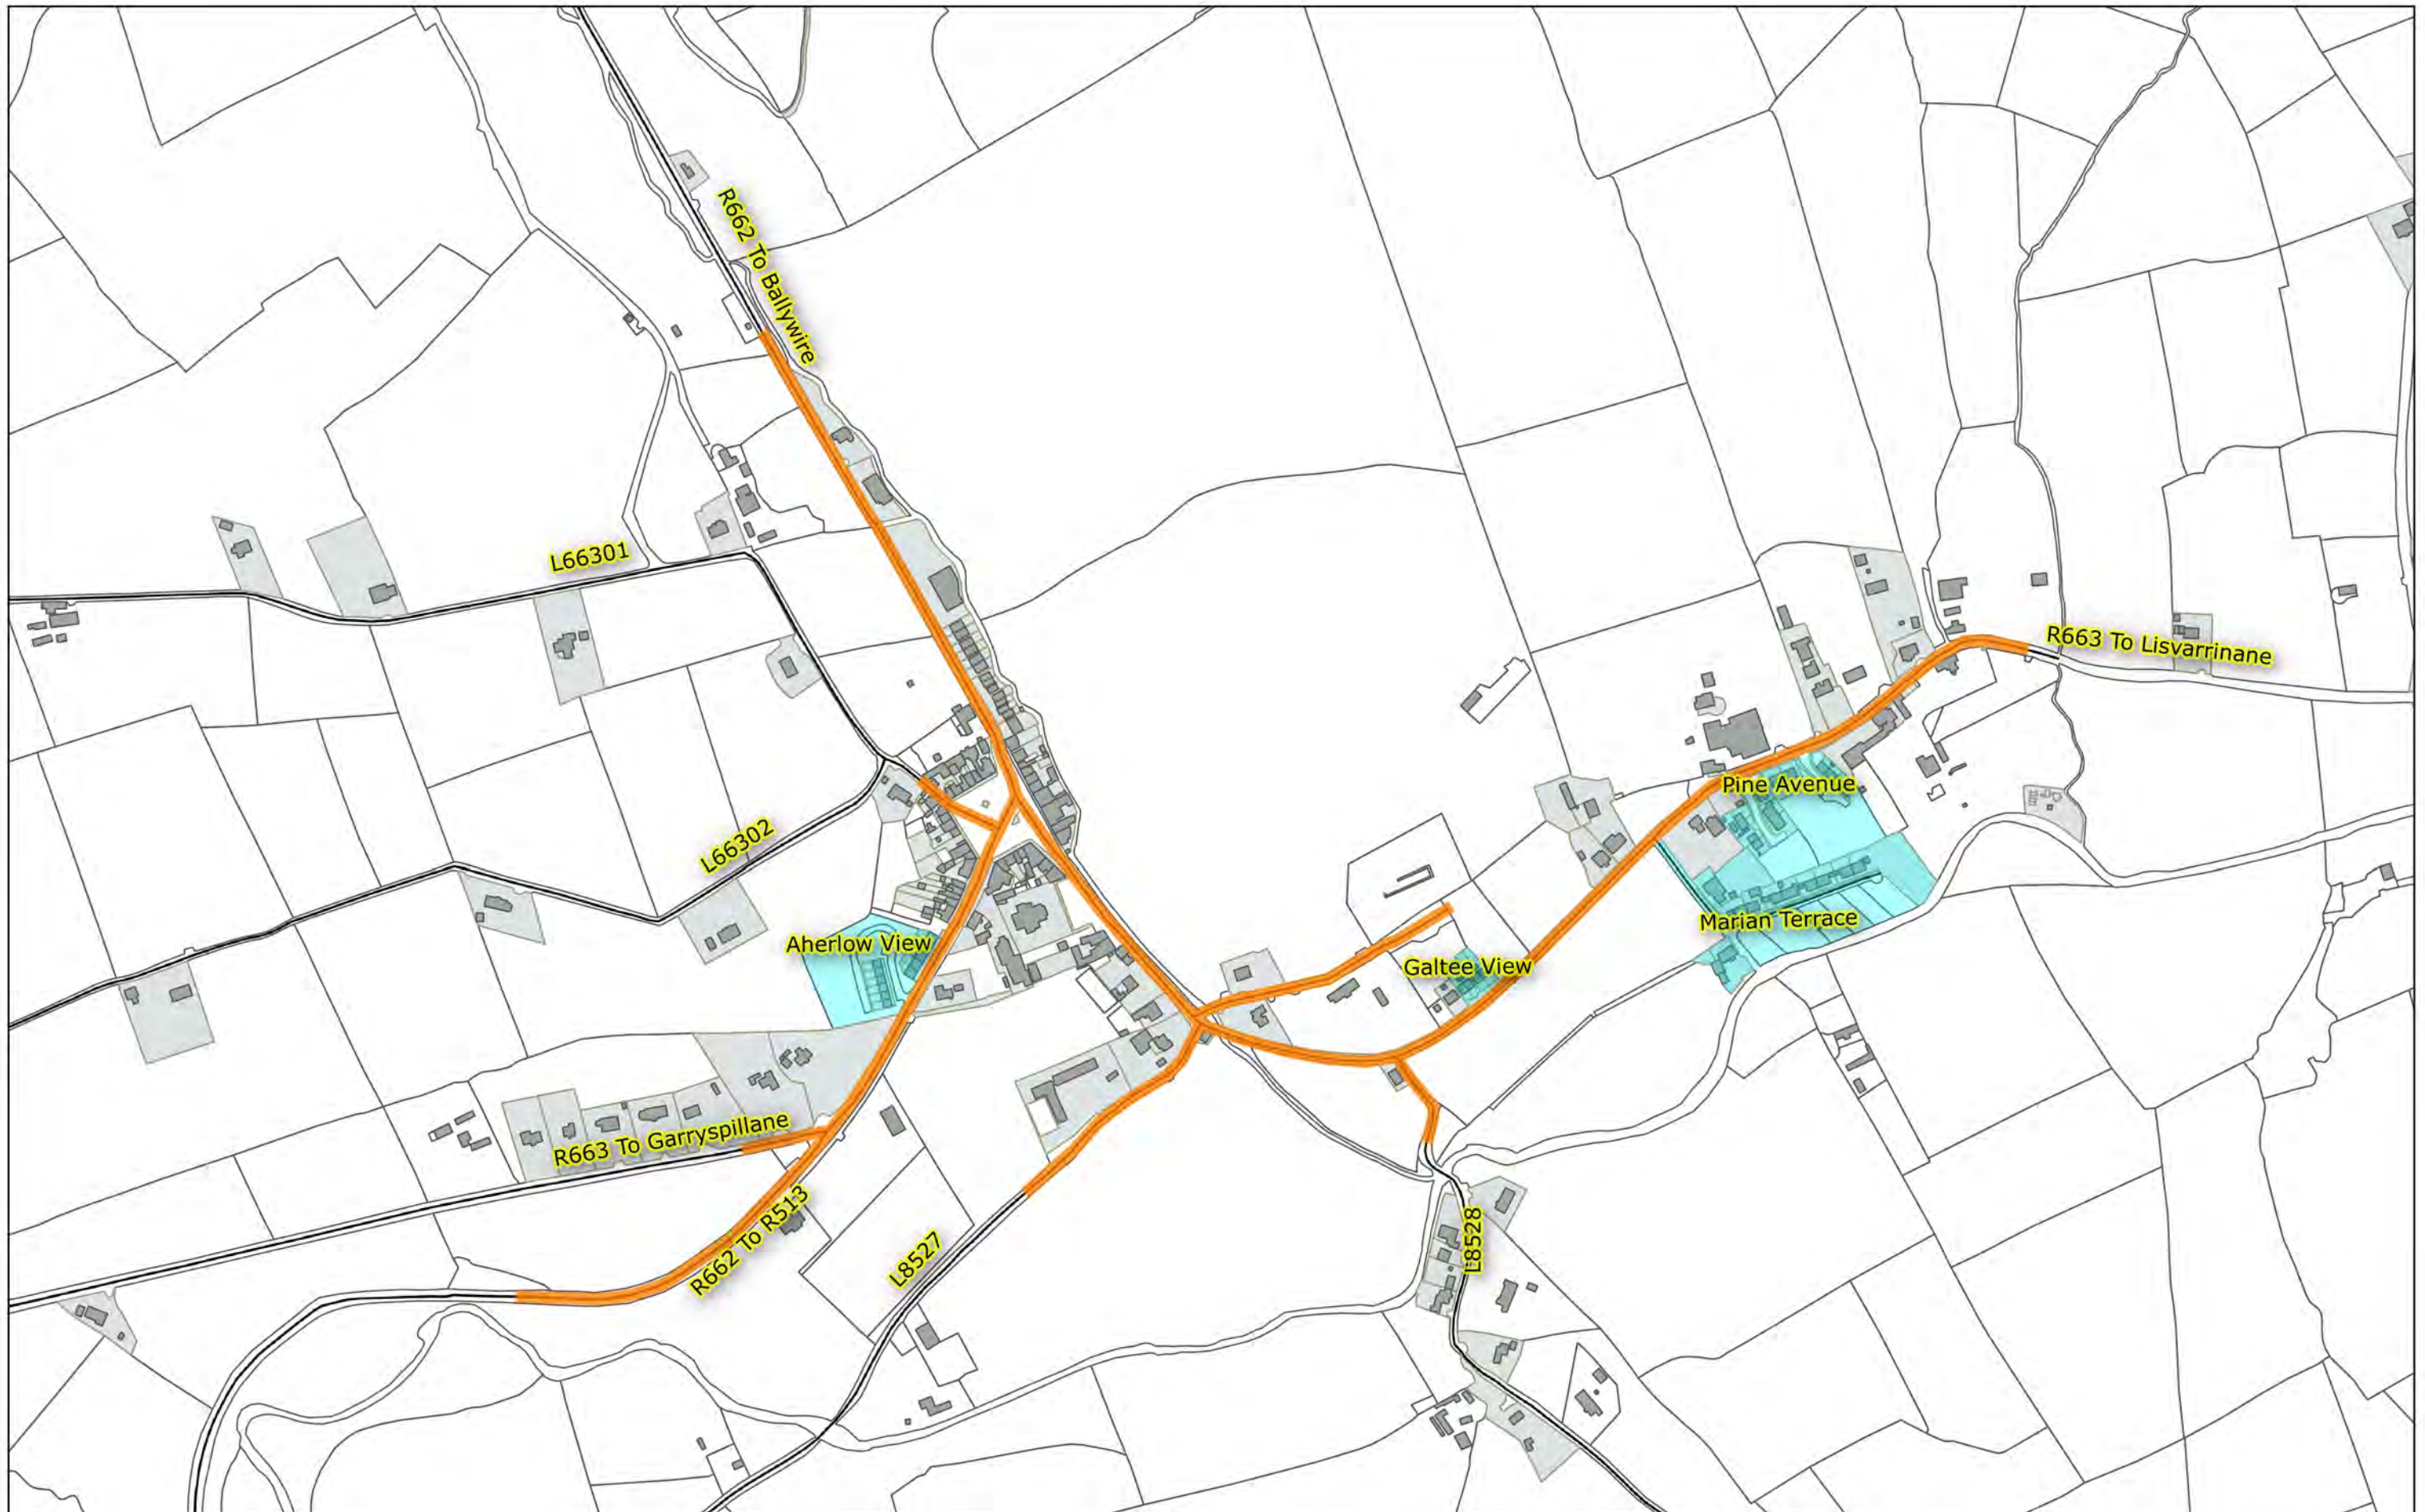 R662 To Ballywire
L66301
R663 To Lisvarrinane
Pine Avenue
L66302
Marian Terrace
Aherlow View
Galtee View
R663 To Garryspillane
R662 To R513
L8527
L8528